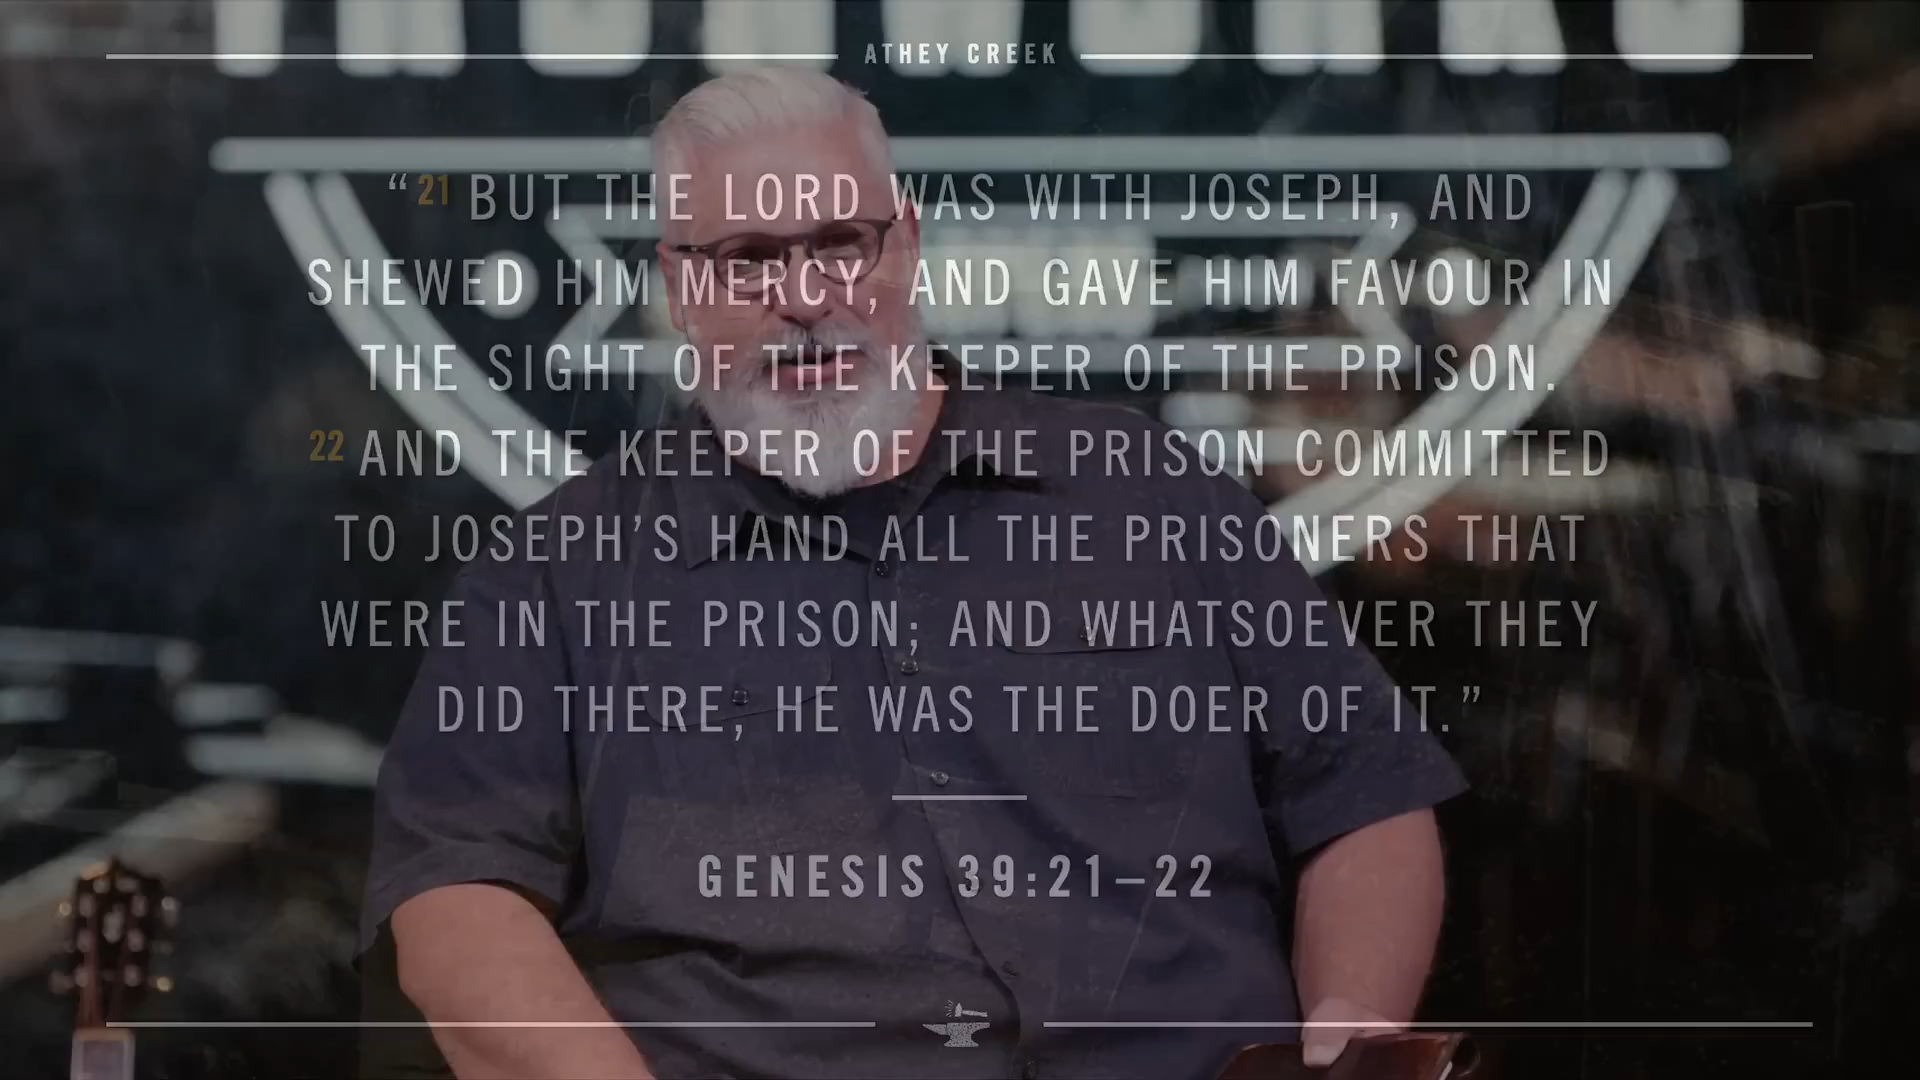 ATHEY CREEK
“21 BUT THE LORD WAS WITH JOSEPH, AND
SHEWED HIM MERCY, AND GAVE HIM FAVOUR IN
THE SIGHT OF THE KEEPER OF THE PRISON.
22 AND THE KEEPER OF THE PRISON COMMITTED
TO JOSEPH’S HAND ALL THE PRISONERS THAT
WERE IN THE PRISON; AND WHATSOEVER THEY
DID THERE, HE WAS THE DOER OF IT.”
GENESIS 39:21–22